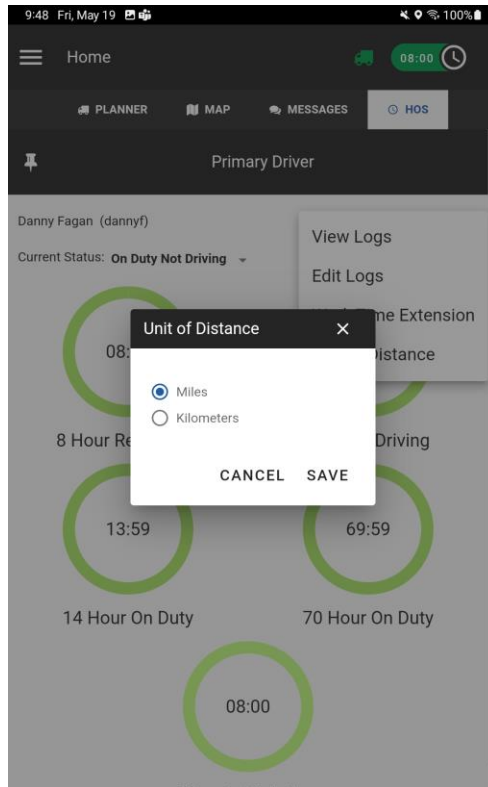 9:48 Fri, May 19 100%
Home 08:00
PLANNER MAP MESSAGES HOS
Primary Driver
Danny Fagan (dannyf)
Current Status: On Duty Not Driving
View Logs
Edit Logs
Extension
Distance
Unit of Distance
Miles
Kilometers
CANCEL SAVE
08:
8 Hour Re
Driving
13:59
69:59
14 Hour On Duty
70 Hour On Duty
08:00